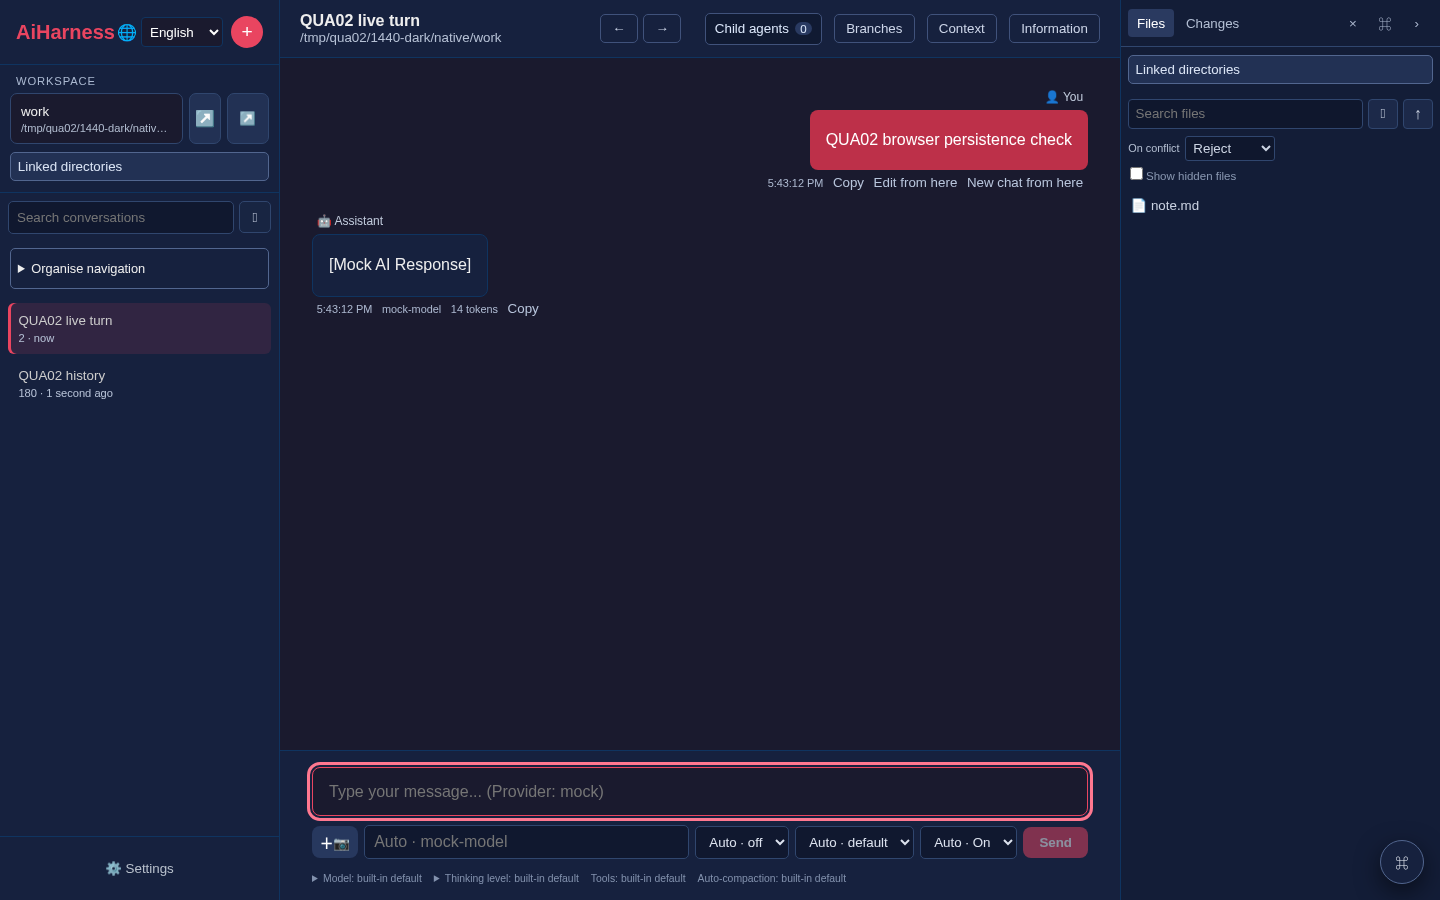 AiHarness
English
+
WORKSPACE
work
/tmp/qua02/1440-dark/nativ…
Linked directories
Search conversations
Organise navigation
QUA02 live turn
2 · now
QUA02 history
180 · 1 second ago
Settings
QUA02 live turn
/tmp/qua02/1440-dark/native/work
← →
Child agents 0
Branches
Context
Information
You
QUA02 browser persistence check
5:43:12 PM Copy Edit from here New chat from here
Assistant
[Mock AI Response]
5:43:12 PM mock-model 14 tokens Copy
Type your message... (Provider: mock)
+ Auto · mock-model Auto · off Auto · default Auto · On Send
Model: built-in default Thinking level: built-in default Tools: built-in default Auto-compaction: built-in default
Files Changes × ⌘ ›
Linked directories
Search files ↑
On conflict Reject
Show hidden files
note.md
⌘